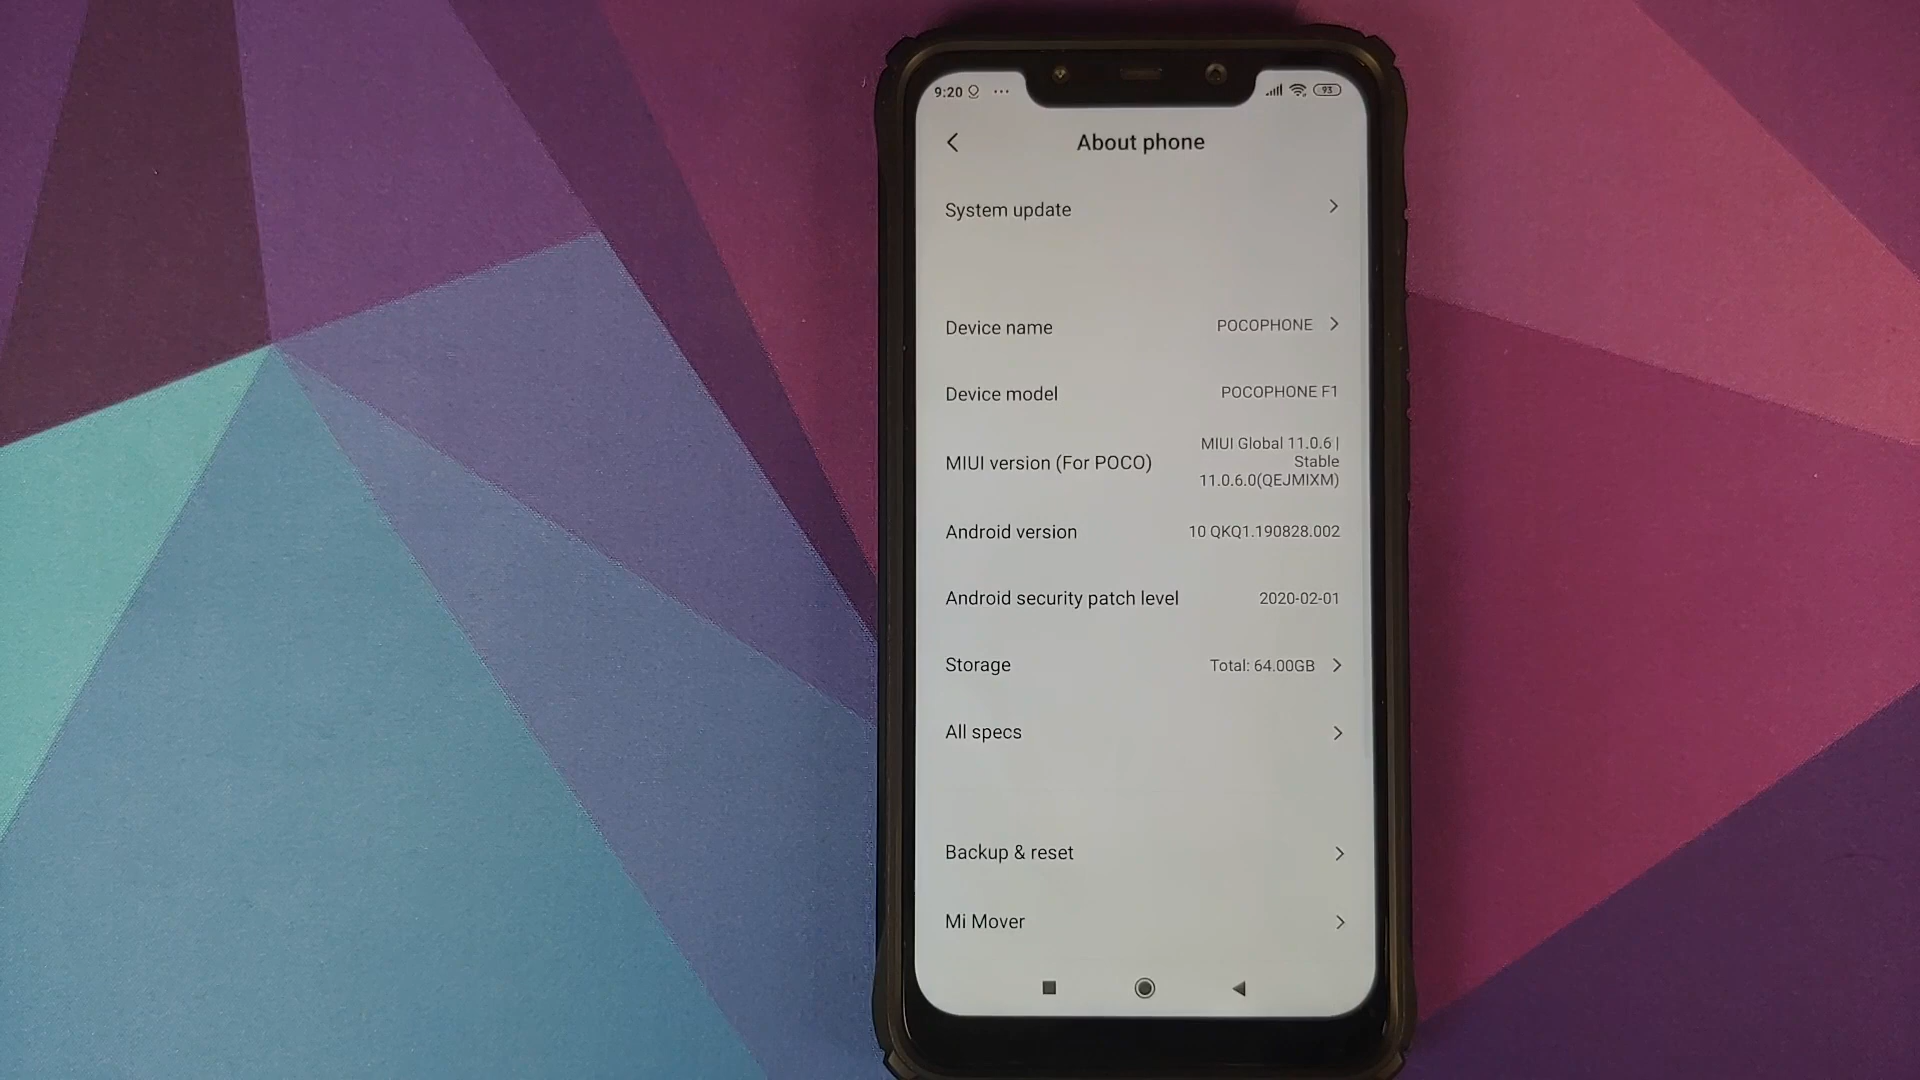 9:20 ... 93
About phone
System update
Device name POCOPHONE
Device model POCOPHONE F1
MIUI version (For POCO) MIUI Global 11.0.6 |
Stable
11.0.6.0(QEJMIXM)
Android version 10 QKQ1.190828.002
Android security patch level 2020-02-01
Storage Total: 64.00GB
All specs
Backup & reset
Mi Mover